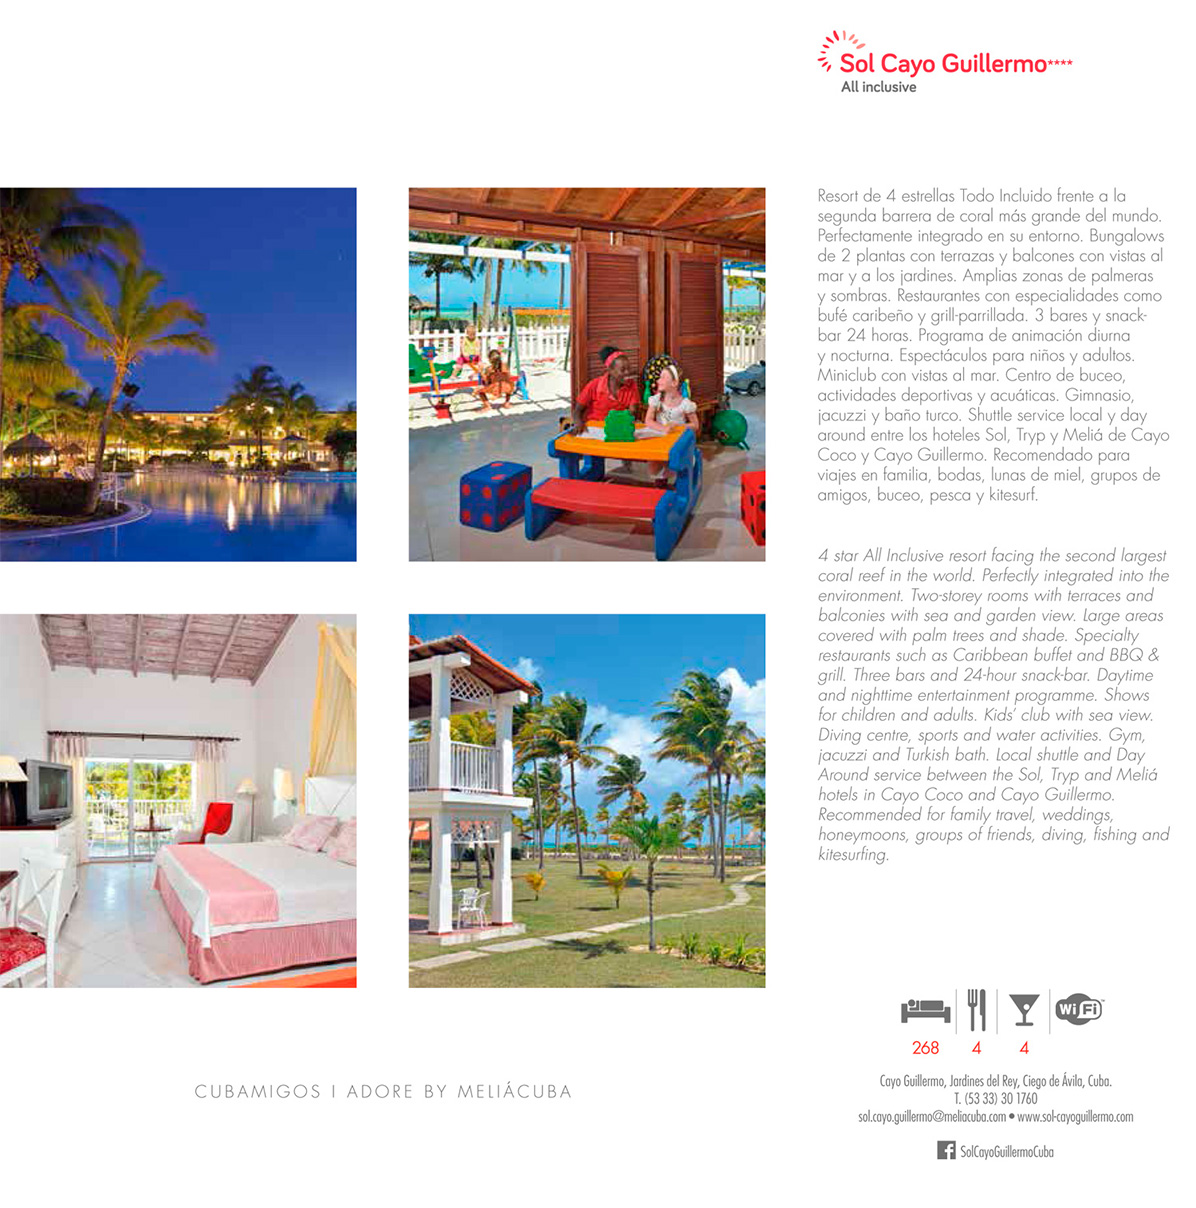 Sol Cayo Guillermo****
All inclusive
Resort de 4 estrellas Todo Incluido frente a la
segunda barrera de coral más grande del mundo.
Perfectamente integrado en su entorno. Bungalows
de 2 plantas con terrazas y balcones con vistas al
mar y a los jardines. Amplias zonas de palmeras
y sombras. Restaurantes con especialidades como
bufé caribeño y grill-parrillada. 3 bares y snack-
bar 24 horas. Programa de animación diurna
y nocturna. Espectáculos para niños y adultos.
Miniclub con vistas al mar. Centro de buceo,
actividades deportivas y acuáticas. Gimnasio,
jacuzzi y baño turco. Shuttle service local y day
around entre los hoteles Sol, Tryp y Meliá de Cayo
Coco y Cayo Guillermo. Recomendado para
viajes en familia, bodas, lunas de miel, grupos de
amigos, buceo, pesca y kitesurf.
4 star All Inclusive resort facing the second largest
coral reef in the world. Perfectly integrated into the
environment. Two-storey rooms with terraces and
balconies with sea and garden view. Large areas
covered with palm trees and shade. Specialty
restaurants such as Caribbean buffet and BBQ &
grill. Three bars and 24-hour snack-bar. Daytime
and nighttime entertainment programme. Shows
for children and adults. Kids' club with sea view.
Diving centre, sports and water activities. Gym,
jacuzzi and Turkish bath. Local shuttle and Day
Around service between the Sol, Tryp and Meliá
hotels in Cayo Coco and Cayo Guillermo.
Recommended for family travel, weddings,
honeymoons, groups of friends, diving, fishing and
kitesurfing.
WiFi™
268 4 4
Cayo Guillermo, Jardines del Rey, Ciego de Ávila, Cuba.
T. (53 33) 30 1760
sol.cayo.guillermo@meliacuba.com • www.sol-cayoguillermo.com
f SolCayoGuillermoCuba
CUBAMIGOS I ADORE BY MELIÁCUBA